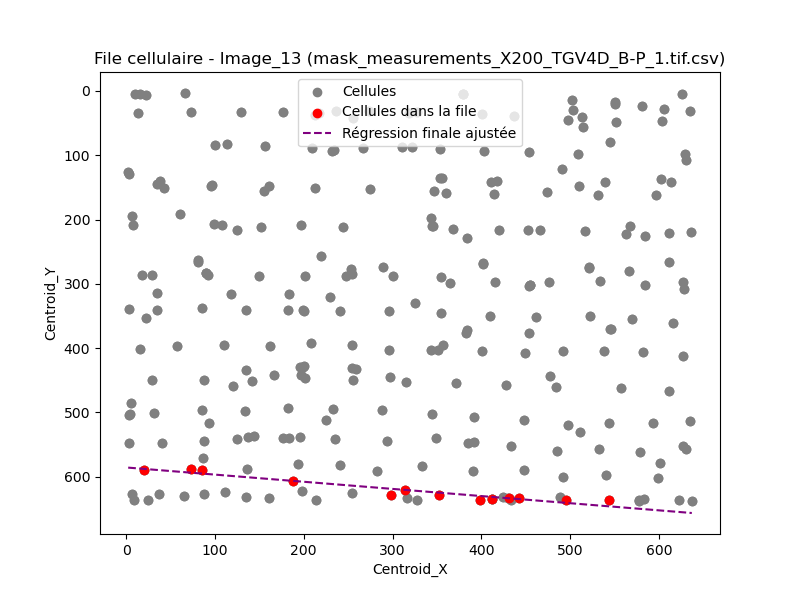 File cellulaire - Image_13 (mask_measurements_X200_TGV4D_B-P_1.tif.csv)
Cellules
Cellules dans la file
Régression finale ajustée
Centroid_Y
0
100
200
300
400
500
600
0 100 200 300 400 500 600
Centroid_X